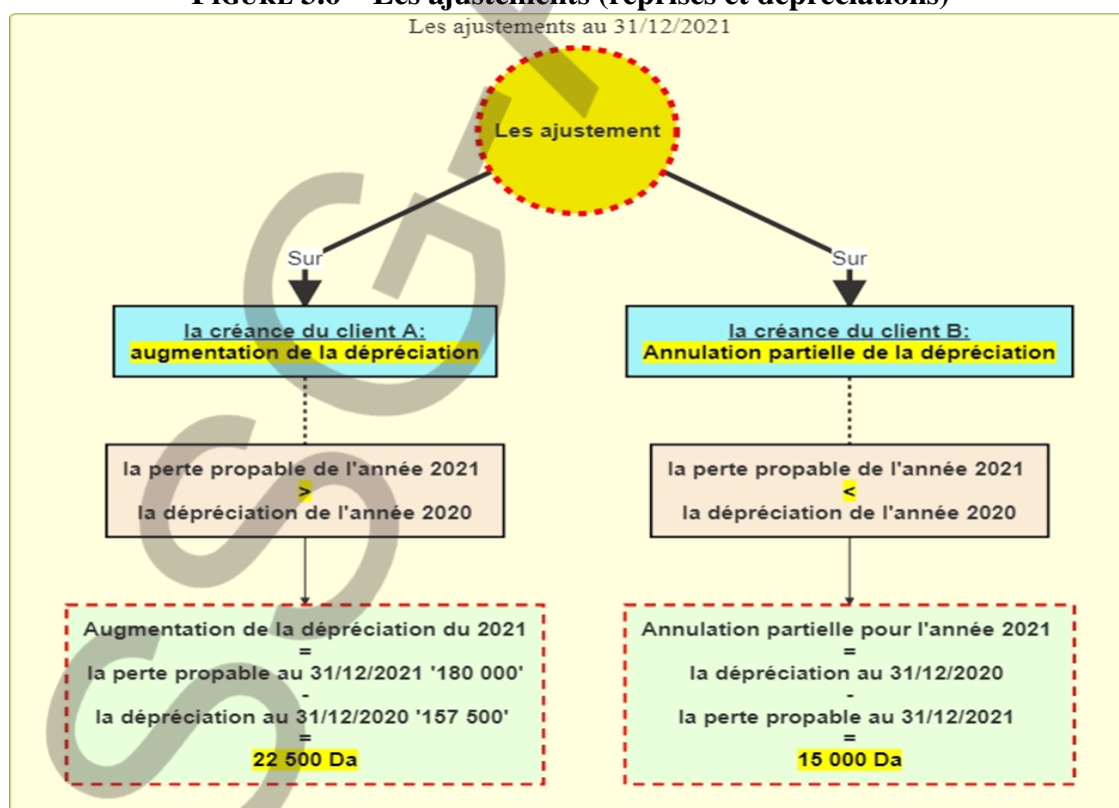 FIGURE 3.6 – Les ajustements (reprises et dépréciations)
Les ajustements au 31/12/2021
Les ajustement
Sur
Sur
la créance du client A:
augmentation de la dépréciation
la créance du client B:
Annulation partielle de la dépréciation
la perte propable de l'année 2021
>
la dépréciation de l'année 2020
la perte propable de l'année 2021
<
la dépréciation de l'année 2020
Augmentation de la dépréciation du 2021
=
la perte propable au 31/12/2021 '180 000'
-
la dépréciation au 31/12/2020 '157 500'
=
22 500 Da
Annulation partielle pour l'année 2021
=
la dépréciation au 31/12/2020
-
la perte propable au 31/12/2021
=
15 000 Da